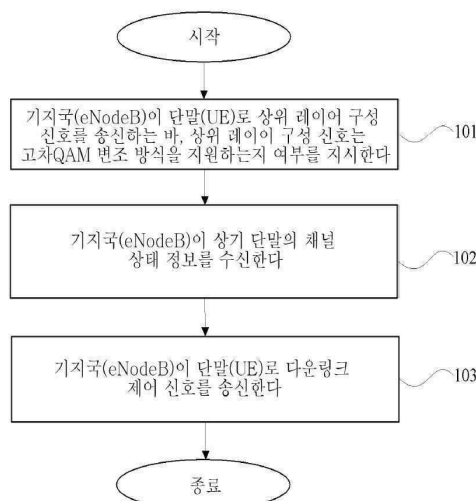 시작
기지국(eNodeB)이 단말(UE)로 상위 레이어 구성
신호를 송신하는 바, 상위 레이어 구성 신호는
고차QAM 변조 방식을 지원하는지 여부를 지시한다
101
기지국(eNodeB)이 상기 단말의 채널
상태 정보를 수신한다
102
기지국(eNodeB)이 단말(UE)로 다운링크
제어 신호를 송신한다
103
종료